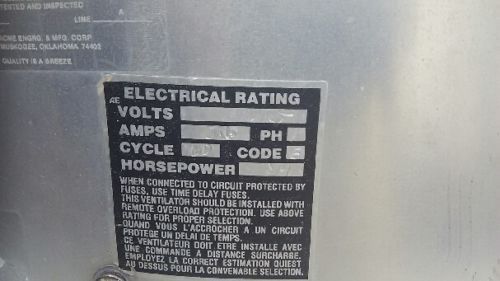 TESTED AND INSPECTED
LINE A
ACME ENGRG. & MFG. CORP
MUSKOGEE, OKLAHOMA 74402
QUALITY IS A BREEZE
AE ELECTRICAL RATING
VOLTS
AMPS PH
CYCLE CODE
HORSEPOWER
WHEN CONNECTED TO CIRCUIT PROTECTED BY
FUSES, USE TIME DELAY FUSES.
THIS VENTILATOR SHOULD BE INSTALLED WITH
REMOTE OVERLOAD PROTECTION. USE ABOVE
RATING FOR PROPER SELECTION.
QUAND VOUS L'ACCROCHER A UN CIRCUIT
PROTEGE UN DELAI DE TEMPS.
CE VENTILATEUR DOIT ETRE INSTALLE AVEC
UNE COMMANDE A DISTANCE SURCHARGE.
EMPLOYEZ LA CORRECT ESTIMATION QUIEST
AU DESSUS POUR LA CONVENABLE SELECTION.